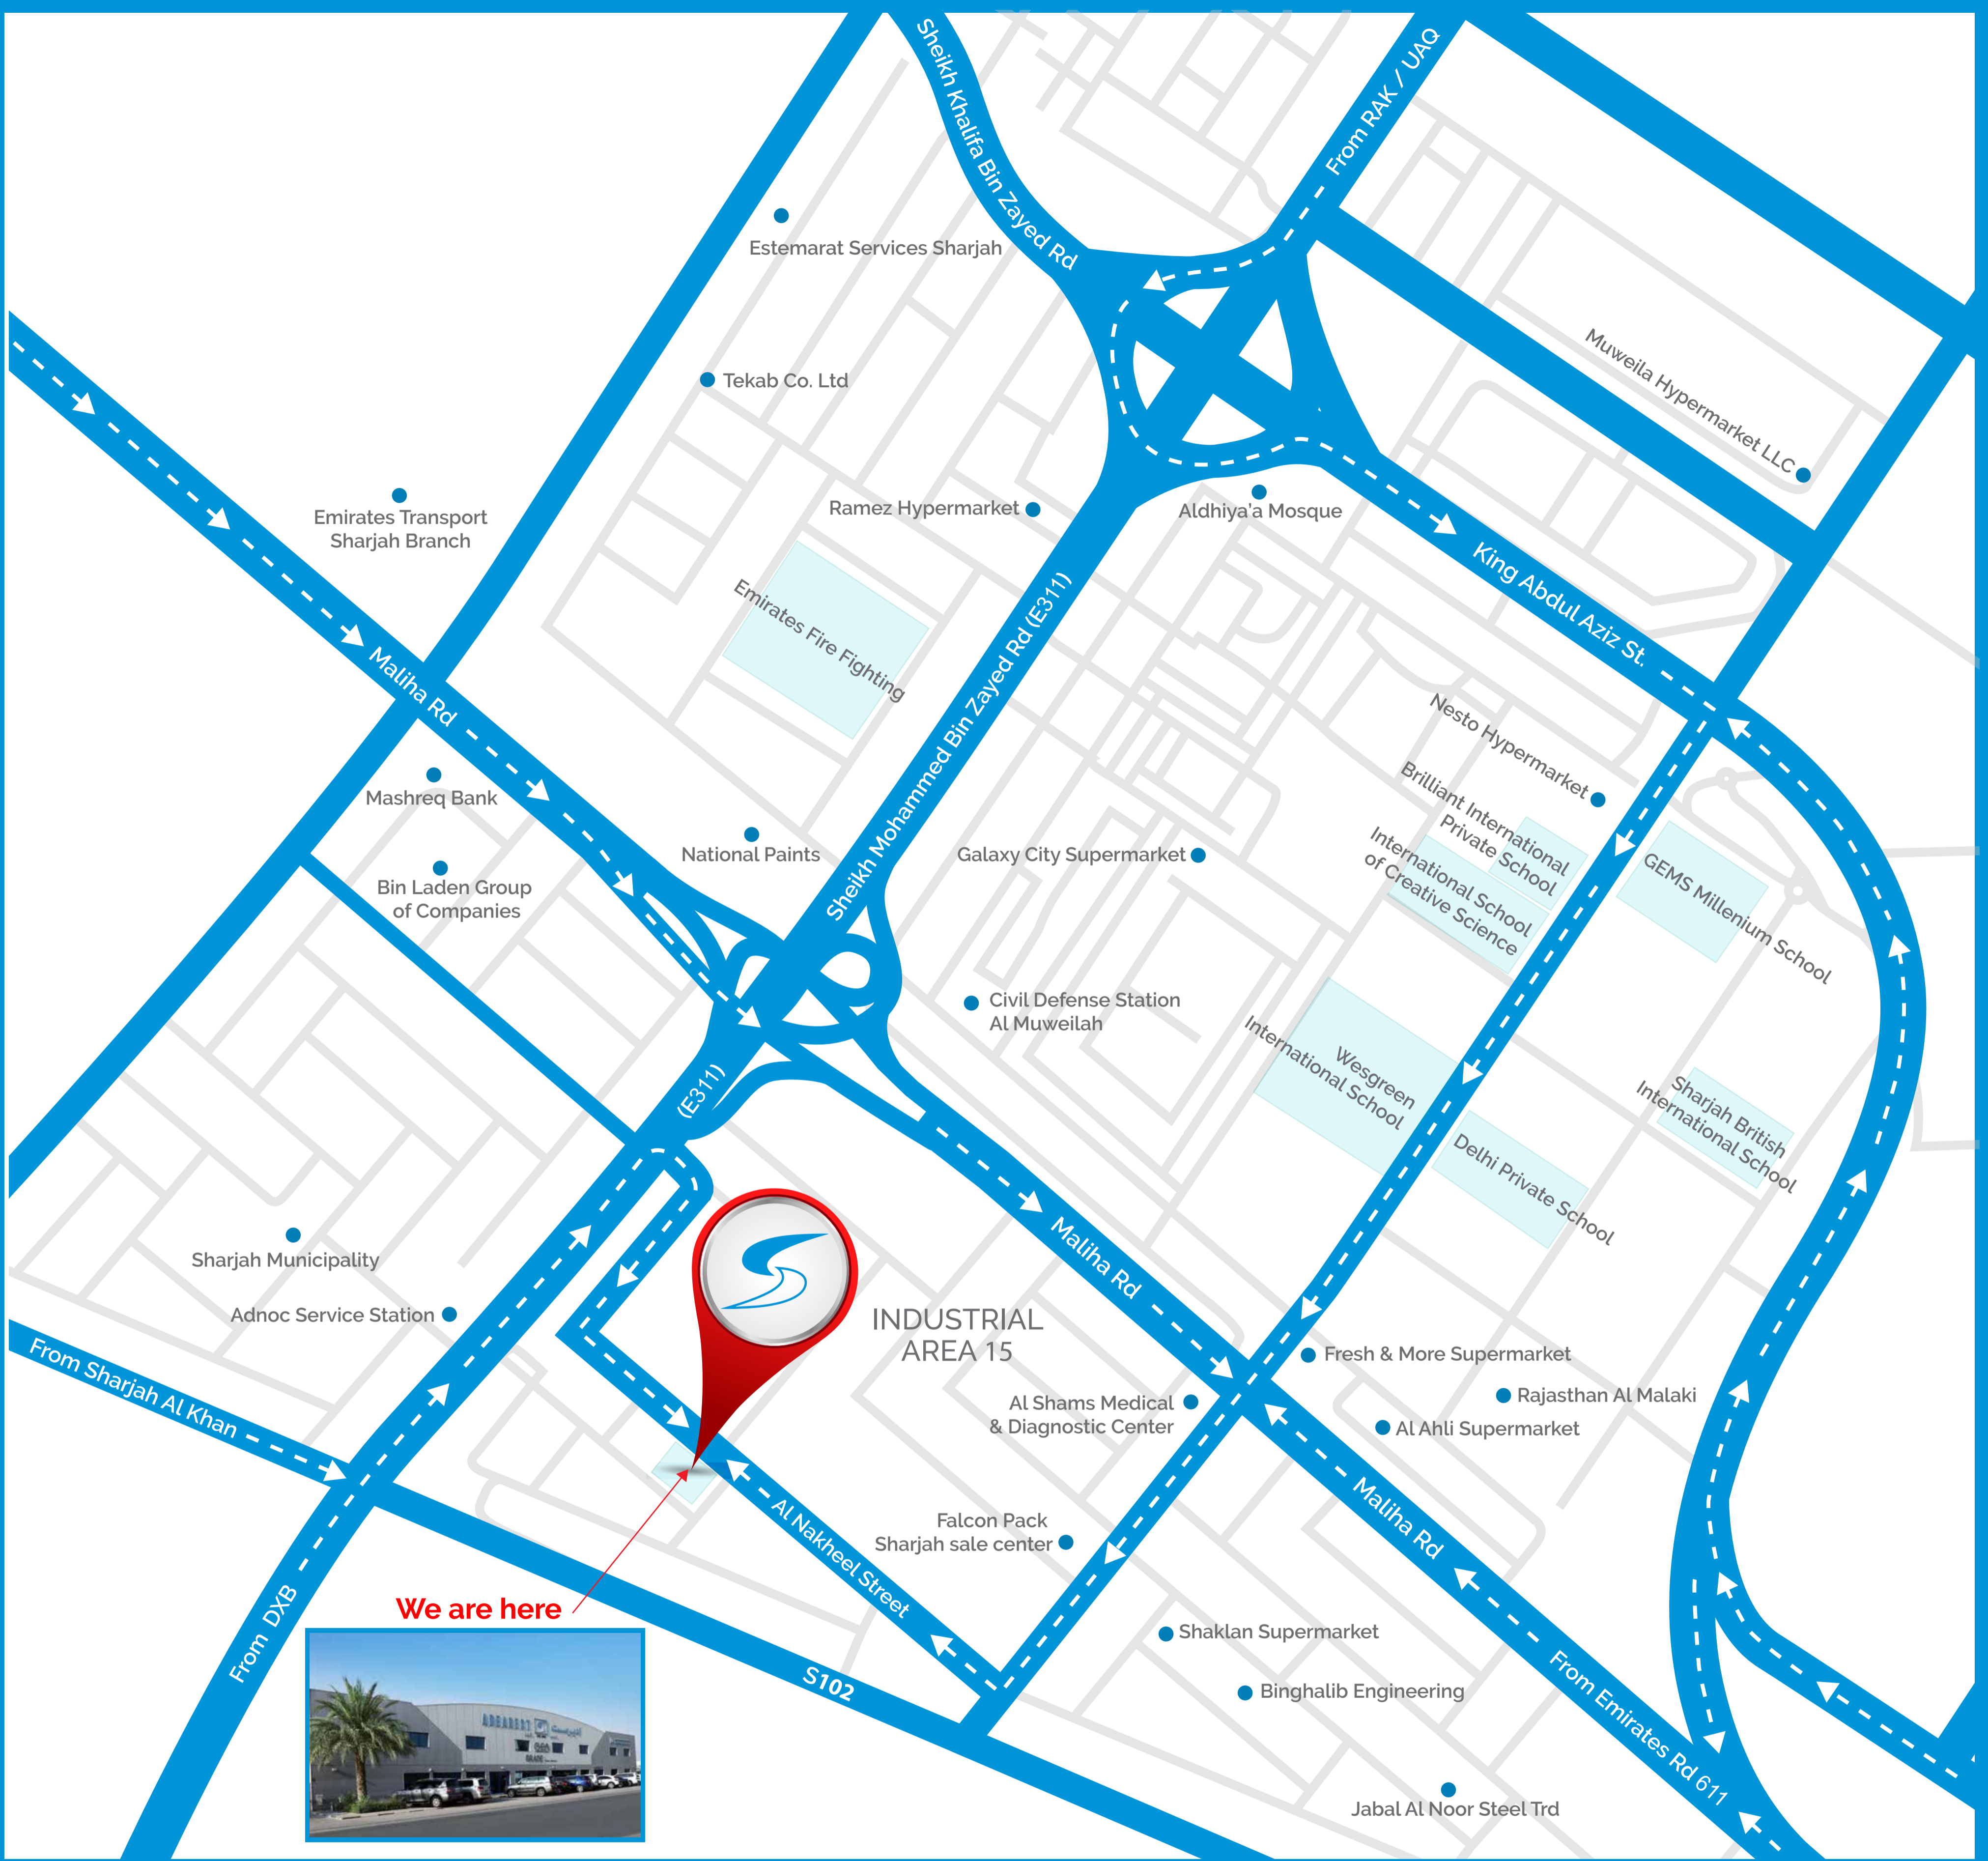 Sheikh Khalifa Bin Zayed Rd
From RAK / UAQ
Estemarat Services Sharjah
Tekab Co. Ltd
Muweila Hypermarket LLC
Emirates Transport
Sharjah Branch
Ramez Hypermarket
Aldhiya'a Mosque
King Abdul Aziz St.
Emirates Fire Fighting
Sheikh Mohammed Bin Zayed Rd (E311)
Maliha Rd
Nesto Hypermarket
Mashreq Bank
National Paints
Galaxy City Supermarket
Brilliant International
Private School
International School
of Creative Science
GEMS Millenium School
Bin Laden Group
of Companies
Civil Defense Station
Al Muweilah
Wesgreen
International School
(E311)
Sharjah British
International School
Delhi Private School
Sharjah Municipality
Maliha Rd
Adnoc Service Station
INDUSTRIAL
AREA 15
From Sharjah Al Khan
Fresh & More Supermarket
Rajasthan Al Malaki
Al Shams Medical
& Diagnostic Center
Al Ahli Supermarket
Maliha Rd
Falcon Pack
Sharjah sale center
Al Nakheel Street
From DXB
We are here
Shaklan Supermarket
S102
Binghalib Engineering
From Emirates Rd 611
Jabal Al Noor Steel Trd